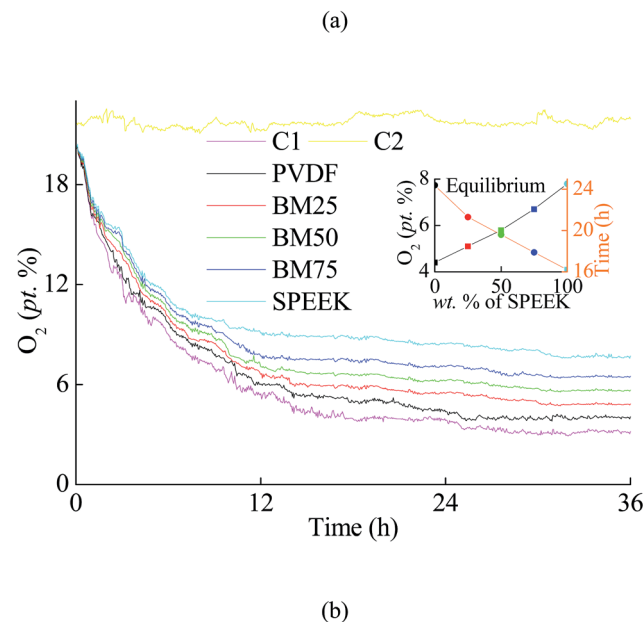 (a)
C1 C2
PVDF
BM25
BM50
BM75
SPEEK
18
12
6
0
O₂ (pt. %)
0 12 24 36
Time (h)
Equilibrium
8
6
4
O₂ (pt. %)
24
20
16
Time (h)
0 50 100
wt. % of SPEEK
(b)